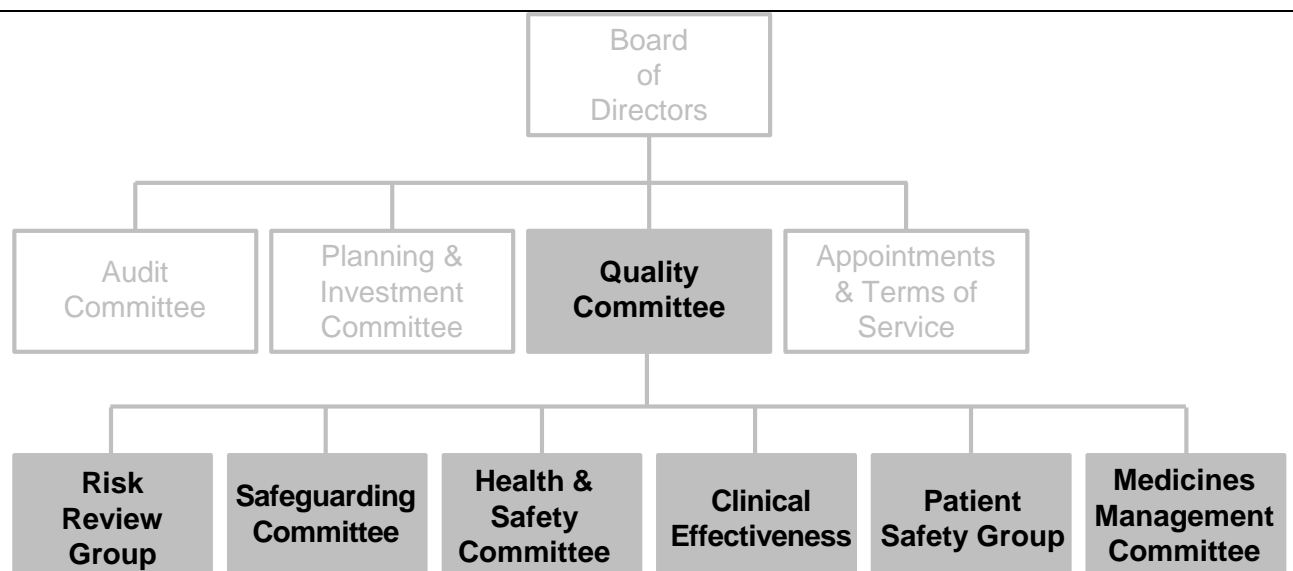 Board
of
Directors
Audit
Committee
Planning &
Investment
Committee
Quality
Committee
Appointments
& Terms of
Service
Risk
Review
Group
Safeguarding
Committee
Health &
Safety
Committee
Clinical
Effectiveness
Patient
Safety Group
Medicines
Management
Committee